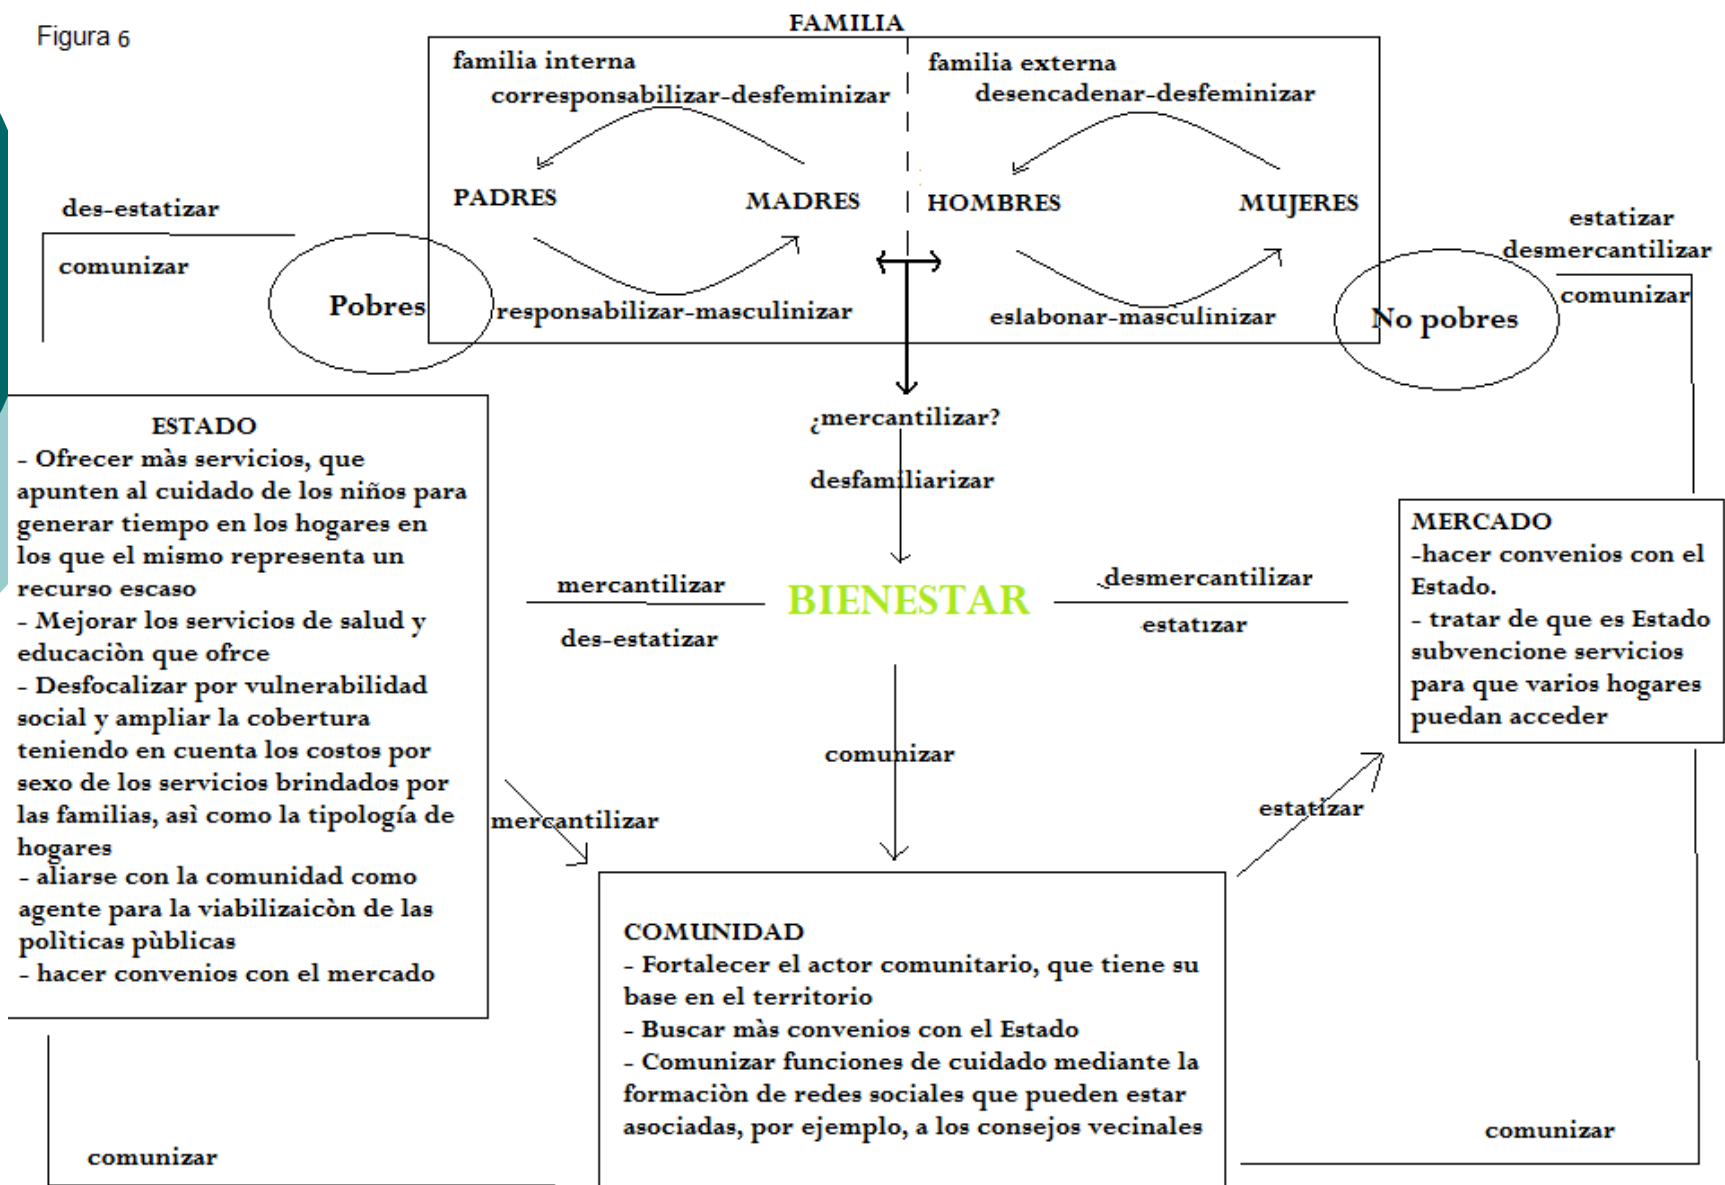 Figura 6
FAMILIA
familia interna
corresponsabilizar-desfeminizar
PADRES
MADRES
responsabilizar-masculinizar
familia externa
desencadenar-desfeminizar
HOMBRES
MUJERES
eslabonar-masculinizar
des-estatizar
comunizar
Pobres
No pobres
estatizar
desmercantilizar
comunizar
¿mercantilizar?
desfamiliarizar
ESTADO
- Ofrecer màs servicios, que
apunten al cuidado de los niños para
generar tiempo en los hogares en
los que el mismo representa un
recurso escaso
- Mejorar los servicios de salud y
educaciòn que ofrce
- Desfocalizar por vulnerabilidad
social y ampliar la cobertura
teniendo en cuenta los costos por
sexo de los servicios brindados por
las familias, asì como la tipología de
hogares
- aliarse con la comunidad como
agente para la viabilizaicòn de las
polìticas pùblicas
- hacer convenios con el mercado
mercantilizar
des-estatizar
BIENESTAR
desmercantilizar
estatızar
MERCADO
-hacer convenios con el
Estado.
- tratar de que es Estado
subvencione servicios
para que varios hogares
puedan acceder
comunizar
mercantilizar
estatizar
COMUNIDAD
- Fortalecer el actor comunitario, que tiene su
base en el territorio
- Buscar màs convenios con el Estado
- Comunizar funciones de cuidado mediante la
formaciòn de redes sociales que pueden estar
asociadas, por ejemplo, a los consejos vecinales
comunizar
comunizar